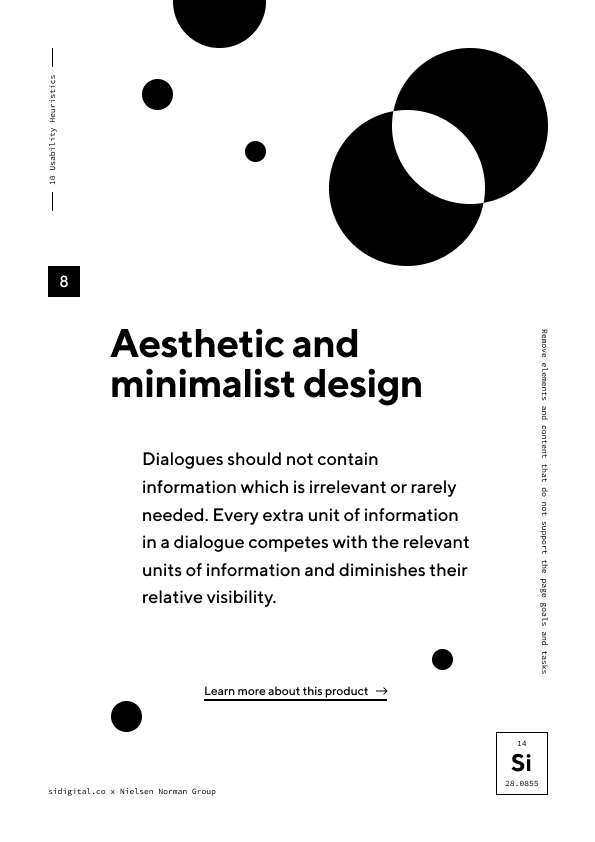 10 Usability Heuristics
8
Aesthetic and
minimalist design
Remove elements and content that do not support the page goals and tasks
Dialogues should not contain
information which is irrelevant or rarely
needed. Every extra unit of information
in a dialogue competes with the relevant
units of information and diminishes their
relative visibility.
Learn more about this product →
14
Si
28.0855
sidigital.co x Nielsen Norman Group